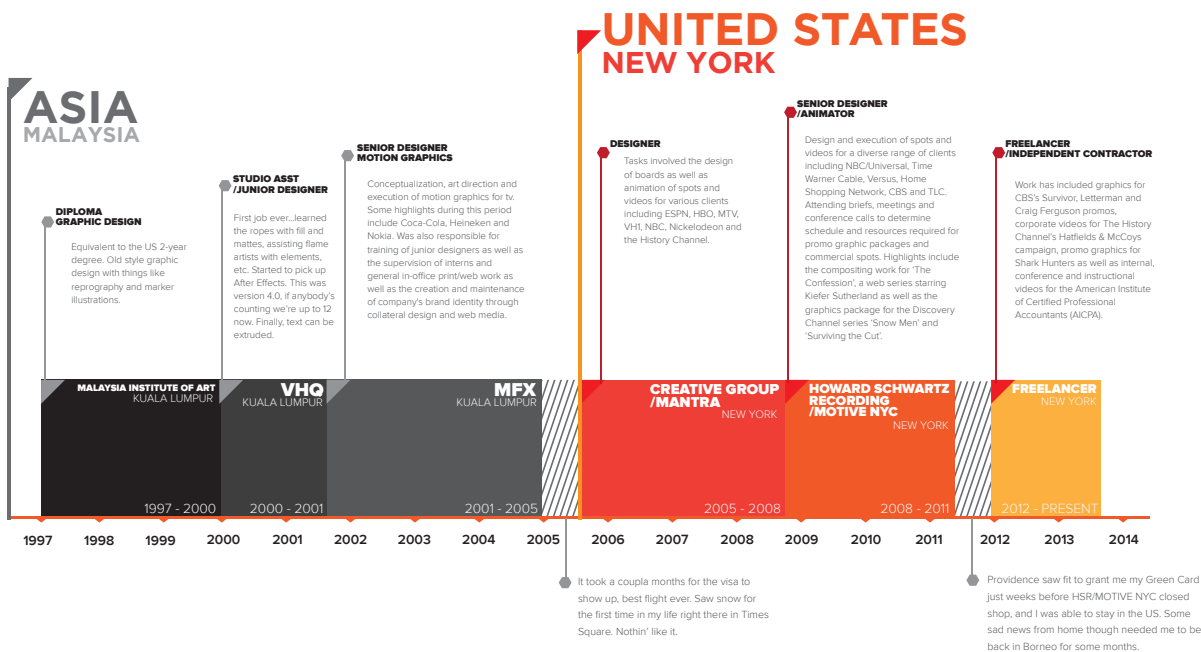 UNITED STATES
NEW YORK
ASIA
MALAYSIA
DIPLOMA
GRAPHIC DESIGN
Equivalent to the US 2-year
degree. Old style graphic
design with things like
reprography and marker
illustrations.
STUDIO ASST
/JUNIOR DESIGNER
First job ever...learned
the ropes with fill and
mattes, assisting flame
artists with elements,
etc. Started to pick up
After Effects. This was
version 4.0, if anybody's
counting we're up to 12
now. Finally, text can be
extruded.
SENIOR DESIGNER
MOTION GRAPHICS
Conceptualization, art direction and
execution of motion graphics for tv.
Some highlights during this period
include Coca-Coia, Heineken and
Nokia. Was also responsible for
training of junior designers as well as
the supervision of interns and
general in-office print/web work as
well as the creation and maintenance
of company's brand identity through
collateral design and web media.
DESIGNER
Tasks involved the design
of boards as well as
animation of spots and
videos for various clients
including ESPN, HBO, MTV,
VH1, NBC, Nickelodeon and
the History Channel.
SENIOR DESIGNER
/ANIMATOR
Design and execution of spots and
videos for a diverse range of clients
including NBC/Universal, Time
Warner Cable, Versus, Home
Shopping Network, CBS and TLC.
Attending briefs, meetings and
conference calls to determine
schedule and resources required for
promo graphic packages and
commercial spots. Highlights include
the compositing work for 'The
Confession', a web series starring
Kiefer Sutherland as well as the
graphics package for the Discovery
Channel series 'Snow Men' and
'Surviving the Cut'.
FREELANCER
/INDEPENDENT CONTRACTOR
Work has included graphics for
CBS's Survivor, Letterman and
Craig Ferguson promos,
corporate videos for The History
Channel's Hatfields & McCoys
campaign, promo graphics for
Shark Hunters as well as internal,
conference and instructional
videos for the American Institute
of Certified Professional
Accountants (AICPA).
MALAYSIA INSTITUTE OF ART
KUALA LUMPUR
1997 - 2000
VHQ
KUALA LUMPUR
2000 - 2001
MFX
KUALA LUMPUR
2001 - 2005
CREATIVE GROUP
/MANTRA
NEW YORK
2005 - 2008
HOWARD SCHWARTZ
RECORDING
/MOTIVE NYC
NEW YORK
2008 - 2011
FREELANCER
NEW YORK
2012 - PRESENT
1997 1998 1999 2000 2001 2002 2003 2004 2005 2006 2007 2008 2009 2010 2011 2012 2013 2014
It took a coupla months for the visa to
show up, best flight ever. Saw snow for
the first time in my life right there in Times
Square. Nothin' like it.
Providence saw fit to grant me my Green Card
just weeks before HSR/MOTIVE NYC closed
shop, and I was able to stay in the US. Some
sad news from home though needed me to be
back in Borneo for some months.